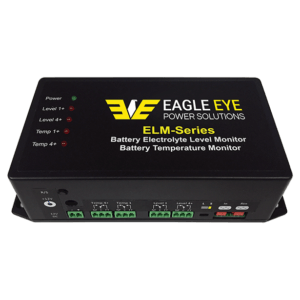 Power
Level 1+
Level 4+
Temp 1+
Temp 4+
EAGLE EYE
POWER SOLUTIONS
ELM-Series
Battery Electrolyte Level Monitor
Battery Temperature Monitor